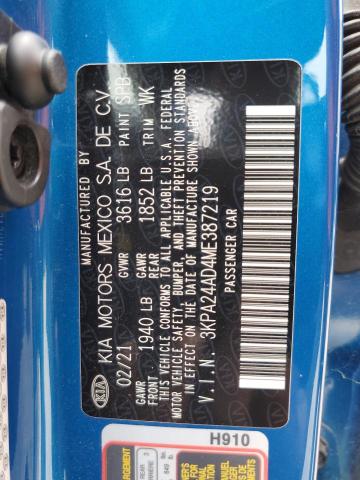 MANUFACTURED BY
KIA KIA MOTORS MEXICO S.A. DE C.V.
02/21 GVWR 3616 LB PAINT SPB
GAWR FRONT 1940 LB GAWR REAR 1852 LB TRIM WK
THIS VEHICLE CONFORMS TO ALL APPLICABLE U.S.A. FEDERAL
MOTOR VEHICLE SAFETY, BUMPER, AND THEFT PREVENTION STANDARDS
IN EFFECT ON THE DATE OF MANUFACTURE SHOWN ABOVE.
V.I.N. 3KPA24AD4ME387219
PASSENGER CAR
H910
REAR